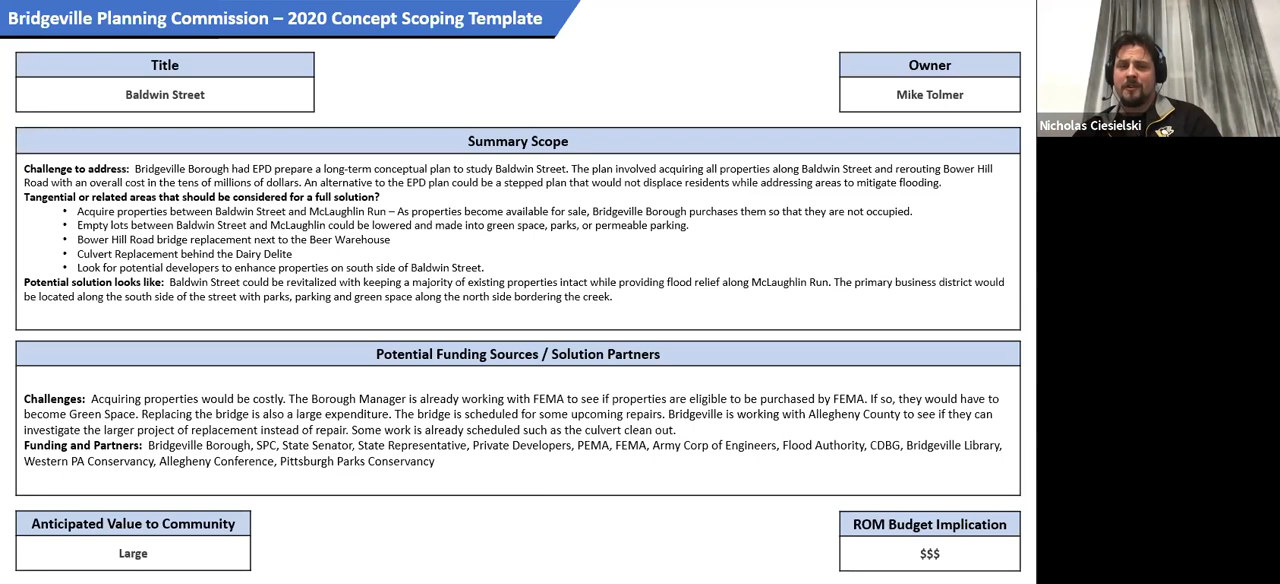 Bridgeville Planning Commission – 2020 Concept Scoping Template
Title
Owner
Baldwin Street
Mike Tolmer
Nicholas Ciesielski
Summary Scope
Challenge to address: Bridgeville Borough had EPD prepare a long-term conceptual plan to study Baldwin Street. The plan involved acquiring all properties along Baldwin Street and rerouting Bower Hill
Road with an overall cost in the tens of millions of dollars. An alternative to the EPD plan could be a stepped plan that would not displace residents while addressing areas to mitigate flooding.
Tangential or related areas that should be considered for a full solution?
• Acquire properties between Baldwin Street and McLaughlin Run – As properties become available for sale, Bridgeville Borough purchases them so that they are not occupied.
• Empty lots between Baldwin Street and McLaughlin could be lowered and made into green space, parks, or permeable parking.
• Bower Hill Road bridge replacement next to the Beer Warehouse
• Culvert Replacement behind the Dairy Delite
• Look for potential developers to enhance properties on south side of Baldwin Street.
Potential solution looks like: Baldwin Street could be revitalized with keeping a majority of existing properties intact while providing flood relief along McLaughlin Run. The primary business district would
be located along the south side of the street with parks, parking and green space along the north side bordering the creek.
Potential Funding Sources / Solution Partners
Challenges: Acquiring properties would be costly. The Borough Manager is already working with FEMA to see if properties are eligible to be purchased by FEMA. If so, they would have to
become Green Space. Replacing the bridge is also a large expenditure. The bridge is scheduled for some upcoming repairs. Bridgeville is working with Allegheny County to see if they can
investigate the larger project of replacement instead of repair. Some work is already scheduled such as the culvert clean out.
Funding and Partners: Bridgeville Borough, SPC, State Senator, State Representative, Private Developers, PEMA, FEMA, Army Corp of Engineers, Flood Authority, CDBG, Bridgeville Library,
Western PA Conservancy, Allegheny Conference, Pittsburgh Parks Conservancy
Anticipated Value to Community
ROM Budget Implication
Large
$$$